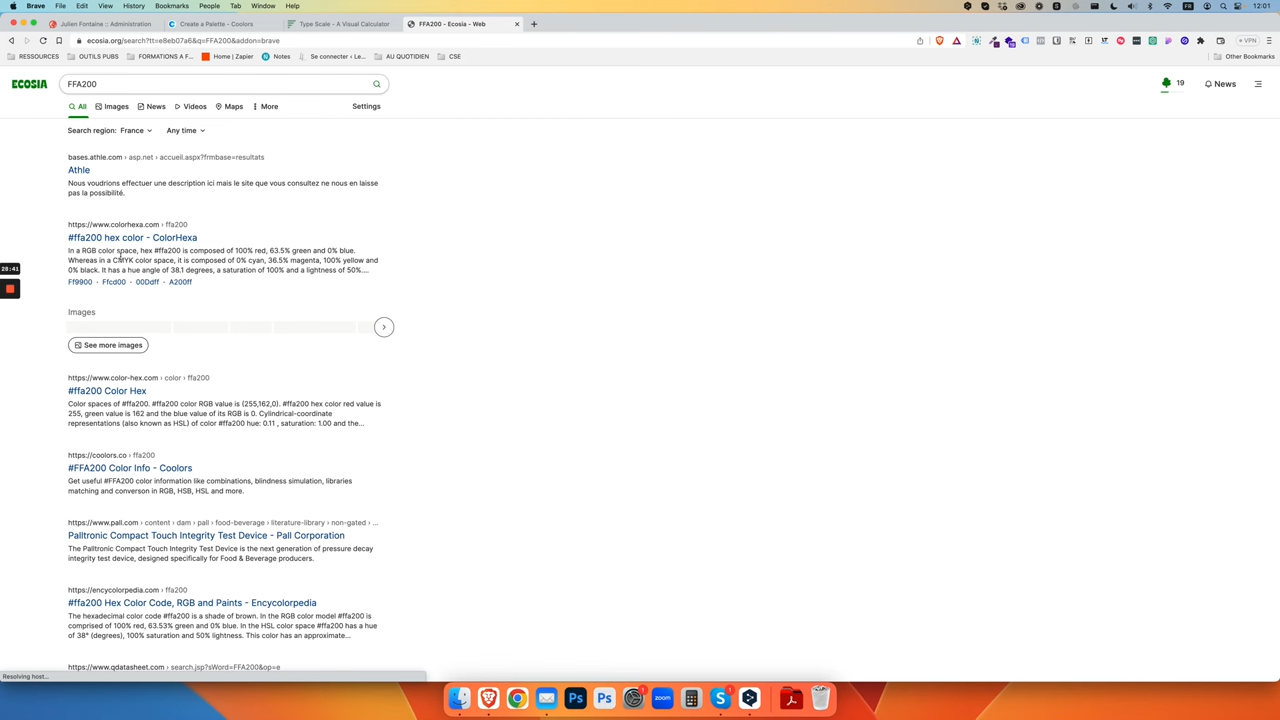 Brave File Edit View History Bookmarks People Tab Window Help 12:01
Julien Fontaine :: Administration Create a Palette - Coolors Type Scale - A Visual Calculator FFA200 - Ecosia - Web
ecosia.org/search?tt=e8eb07a6&q=FFA200&addon=brave VPN
RESSOURCES OUTILS PUBS FORMATIONS A F... Home | Zapier Notes Se connecter ‹ Le... AU QUOTIDIEN CSE Other Bookmarks
ECOSIA FFA200 19 News
All Images News Videos Maps More Settings
Search region: France Any time
bases.athle.com › asp.net › accueil.aspx?frmbase=resultats
Athle
Nous voudrions effectuer une description ici mais le site que vous consultez ne nous en laisse
pas la possibilité.
https://www.colorhexa.com › ffa200
#ffa200 hex color - ColorHexa
In a RGB color space, hex #ffa200 is composed of 100% red, 63.5% green and 0% blue.
Whereas in a CMYK color space, it is composed of 0% cyan, 36.5% magenta, 100% yellow and
0% black. It has a hue angle of 38.1 degrees, a saturation of 100% and a lightness of 50%....
Ff9900 · Ffcd00 · 00Ddff · A200ff
28:41
Images
See more images
https://www.color-hex.com › color › ffa200
#ffa200 Color Hex
Color spaces of #ffa200. #ffa200 color RGB value is (255,162,0). #ffa200 hex color red value is
255, green value is 162 and the blue value of its RGB is 0. Cylindrical-coordinate
representations (also known as HSL) of color #ffa200 hue: 0.11 , saturation: 1.00 and the...
https://coolors.co › ffa200
#FFA200 Color Info - Coolors
Get useful #FFA200 color information like combinations, blindness simulation, libraries
matching and converson in RGB, HSB, HSL and more.
https://www.pall.com › content › dam › pall › food-beverage › literature-library › non-gated › ...
Palltronic Compact Touch Integrity Test Device - Pall Corporation
The Palltronic Compact Touch Integrity Test Device is the next generation of pressure decay
integrity test device, designed specifically for Food & Beverage producers.
https://encycolorpedia.com › ffa200
#ffa200 Hex Color Code, RGB and Paints - Encycolorpedia
The hexadecimal color code #ffa200 is a shade of brown. In the RGB color model #ffa200 is
comprised of 100% red, 63.53% green and 0% blue. In the HSL color space #ffa200 has a hue
of 38° (degrees), 100% saturation and 50% lightness. This color has an approximate...
https://www.qdatasheet.com › search.jsp?sWord=FFA200&op=e
Resolving host...
Ps Ps zoom